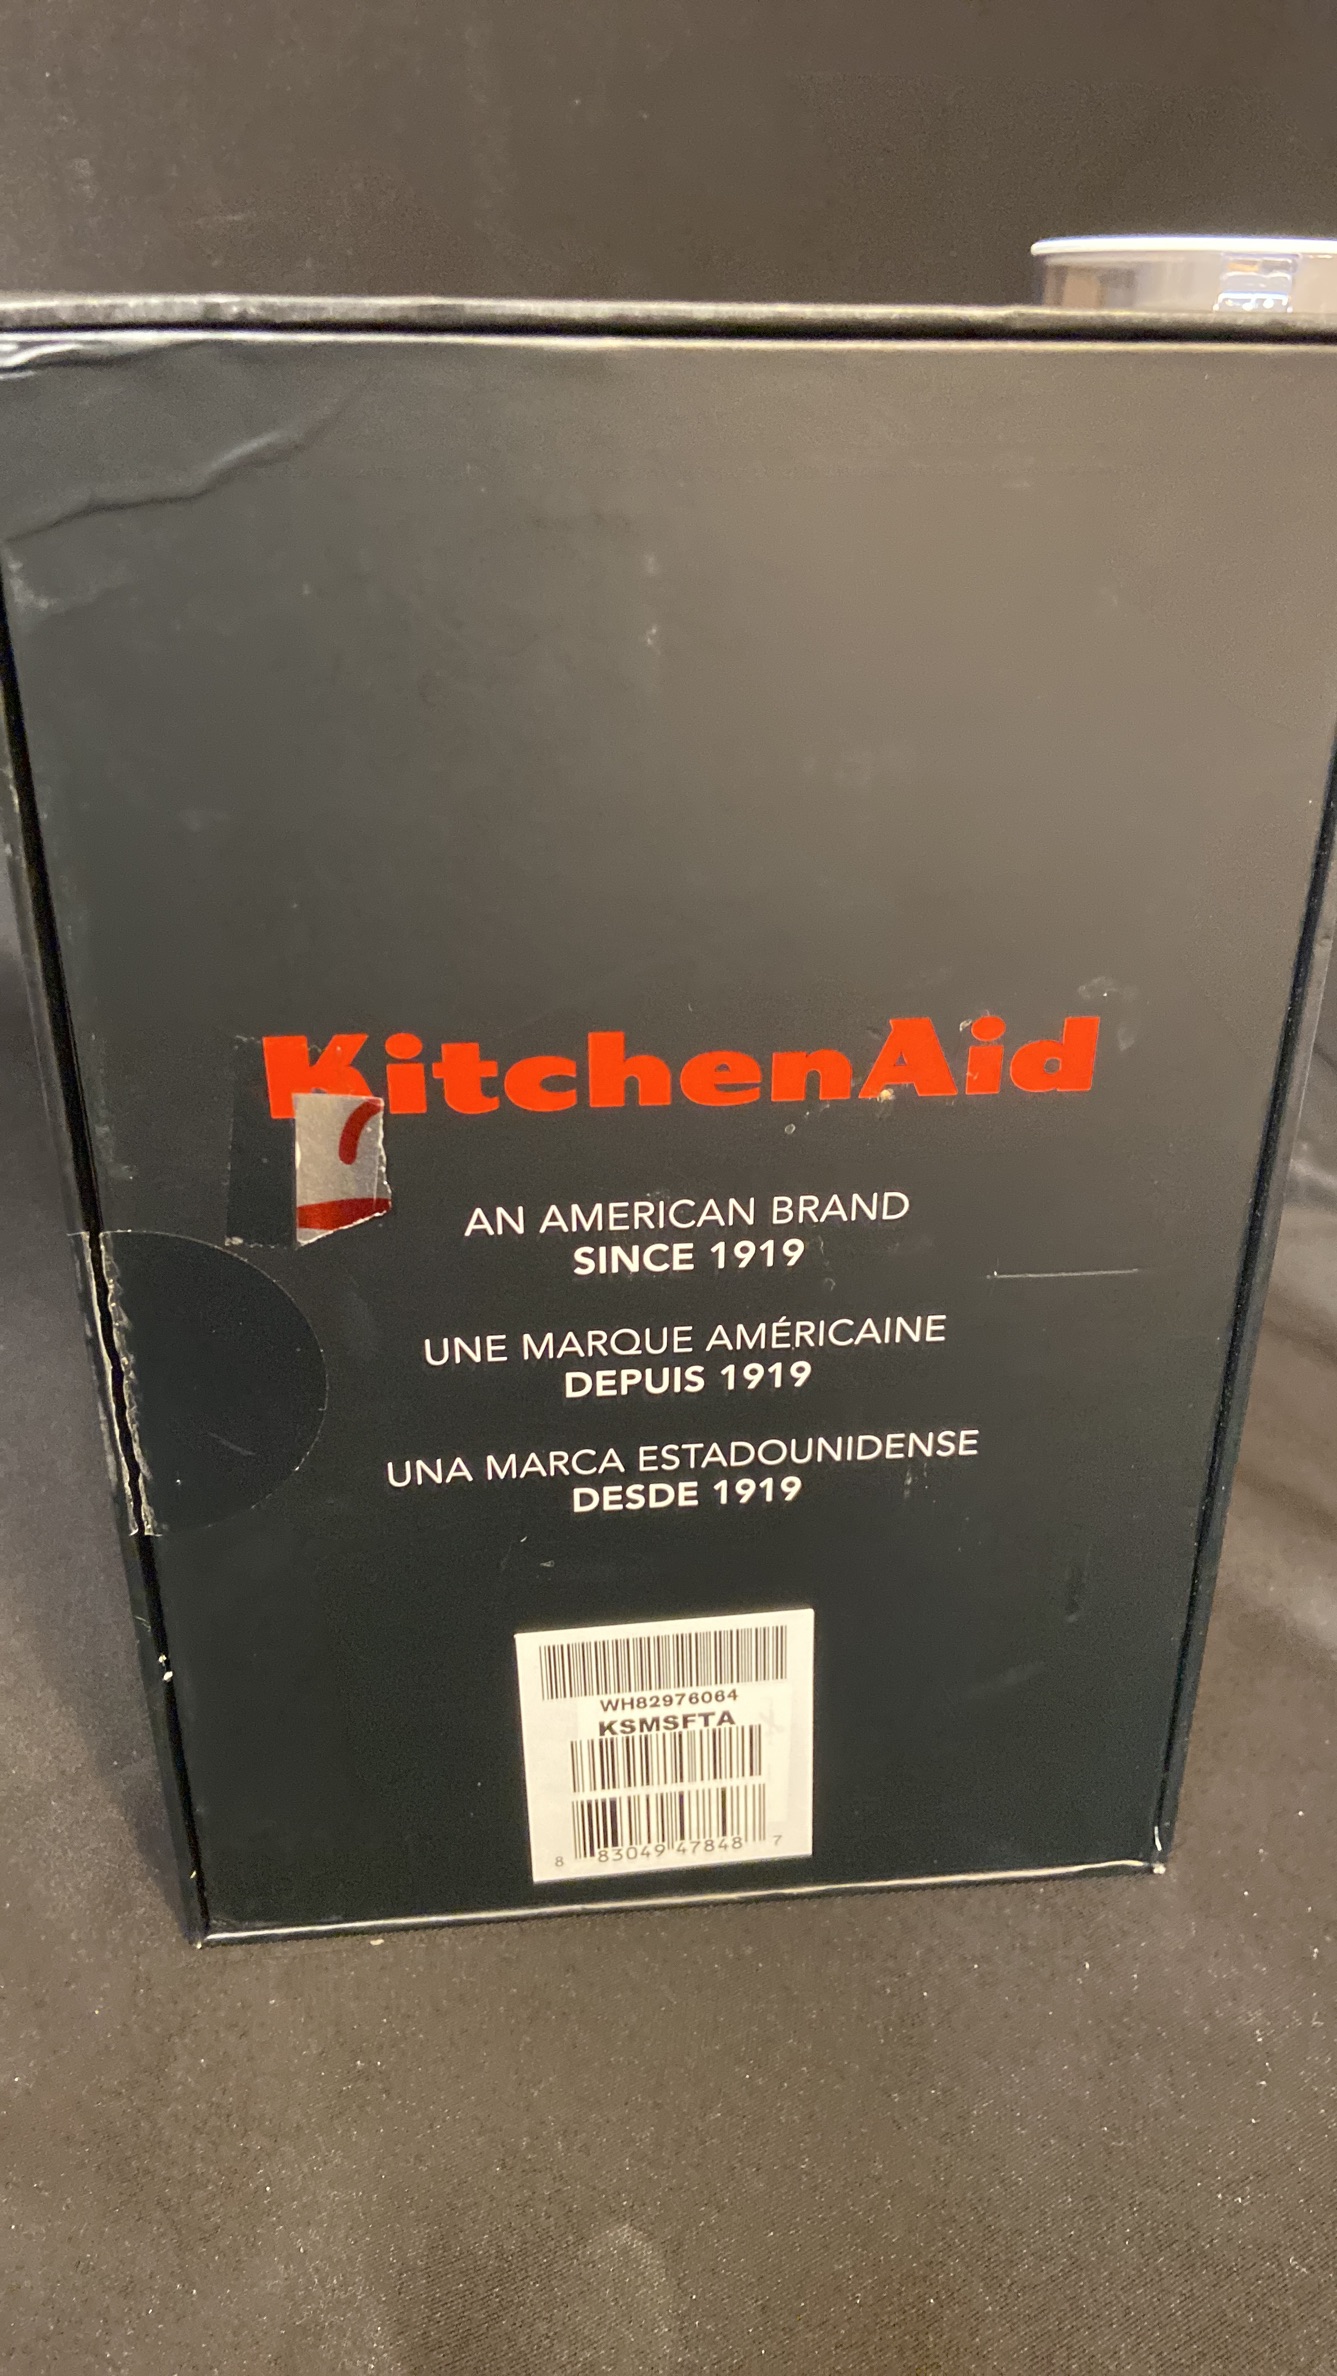 KitchenAid
AN AMERICAN BRAND
SINCE 1919
UNE MARQUE AMÉRICAINE
DEPUIS 1919
UNA MARCA ESTADOUNIDENSE
DESDE 1919
WH82976064
KSMSFTA
8 83049 47848 7